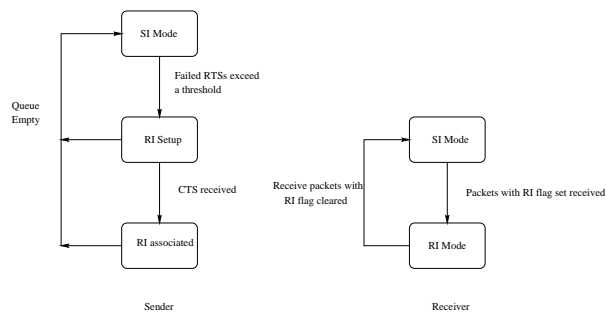 SI Mode
Failed RTSs exceed
a threshold
Queue
Empty
RI Setup
CTS received
RI associated
Sender
SI Mode
Receive packets with
RI flag cleared
Packets with RI flag set received
RI Mode
Receiver